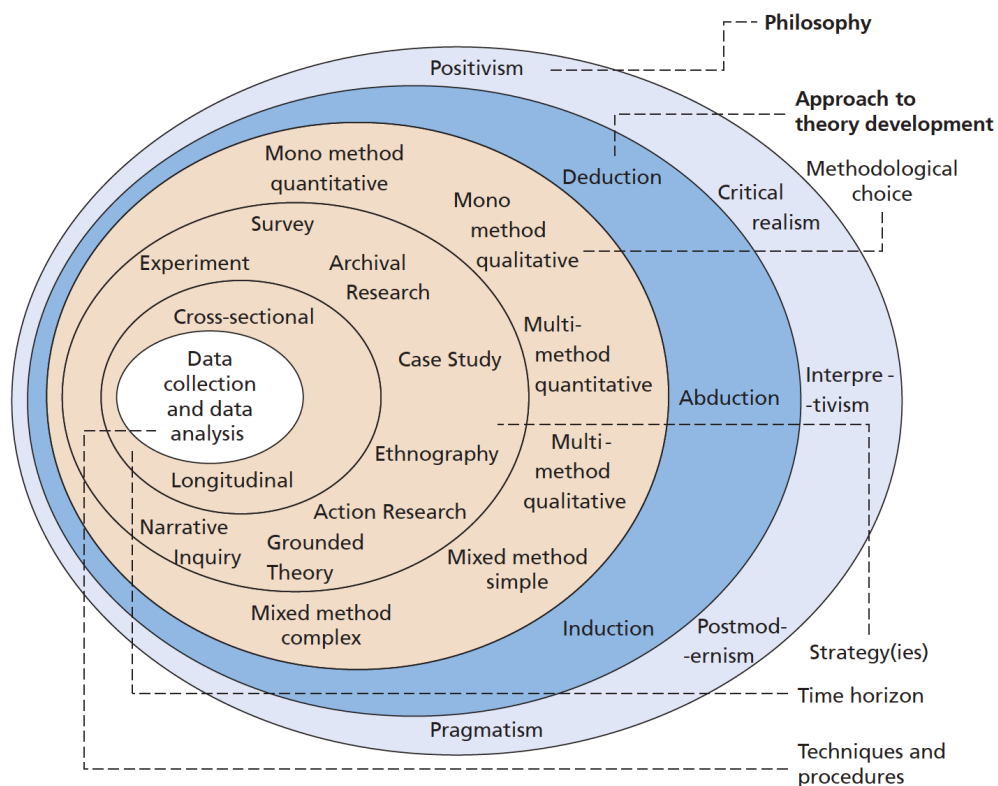 Philosophy
Positivism
Approach to
theory development
Mono method
quantitative
Deduction
Methodological
choice
Critical
realism
Mono
method
qualitative
Survey
Experiment
Archival
Research
Cross-sectional
Multi-
method
quantitative
Data
collection
and data
analysis
Case Study
Interpre -
-tivism
Abduction
Ethnography
Multi-
method
qualitative
Longitudinal
Action Research
Narrative
Inquiry
Grounded
Theory
Mixed method
simple
Mixed method
complex
Induction
Postmod-
-ernism
Strategy(ies)
Time horizon
Pragmatism
Techniques and
procedures